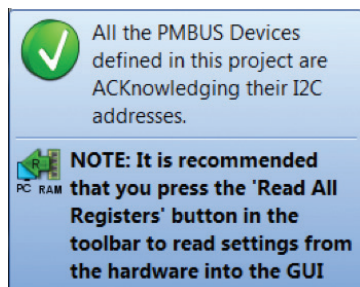 All the PMBUS Devices
defined in this project are
ACKnowledging their I2C
addresses.
R
PC RAM
NOTE: It is recommended
that you press the 'Read All
Registers' button in the
toolbar to read settings from
the hardware into the GUI